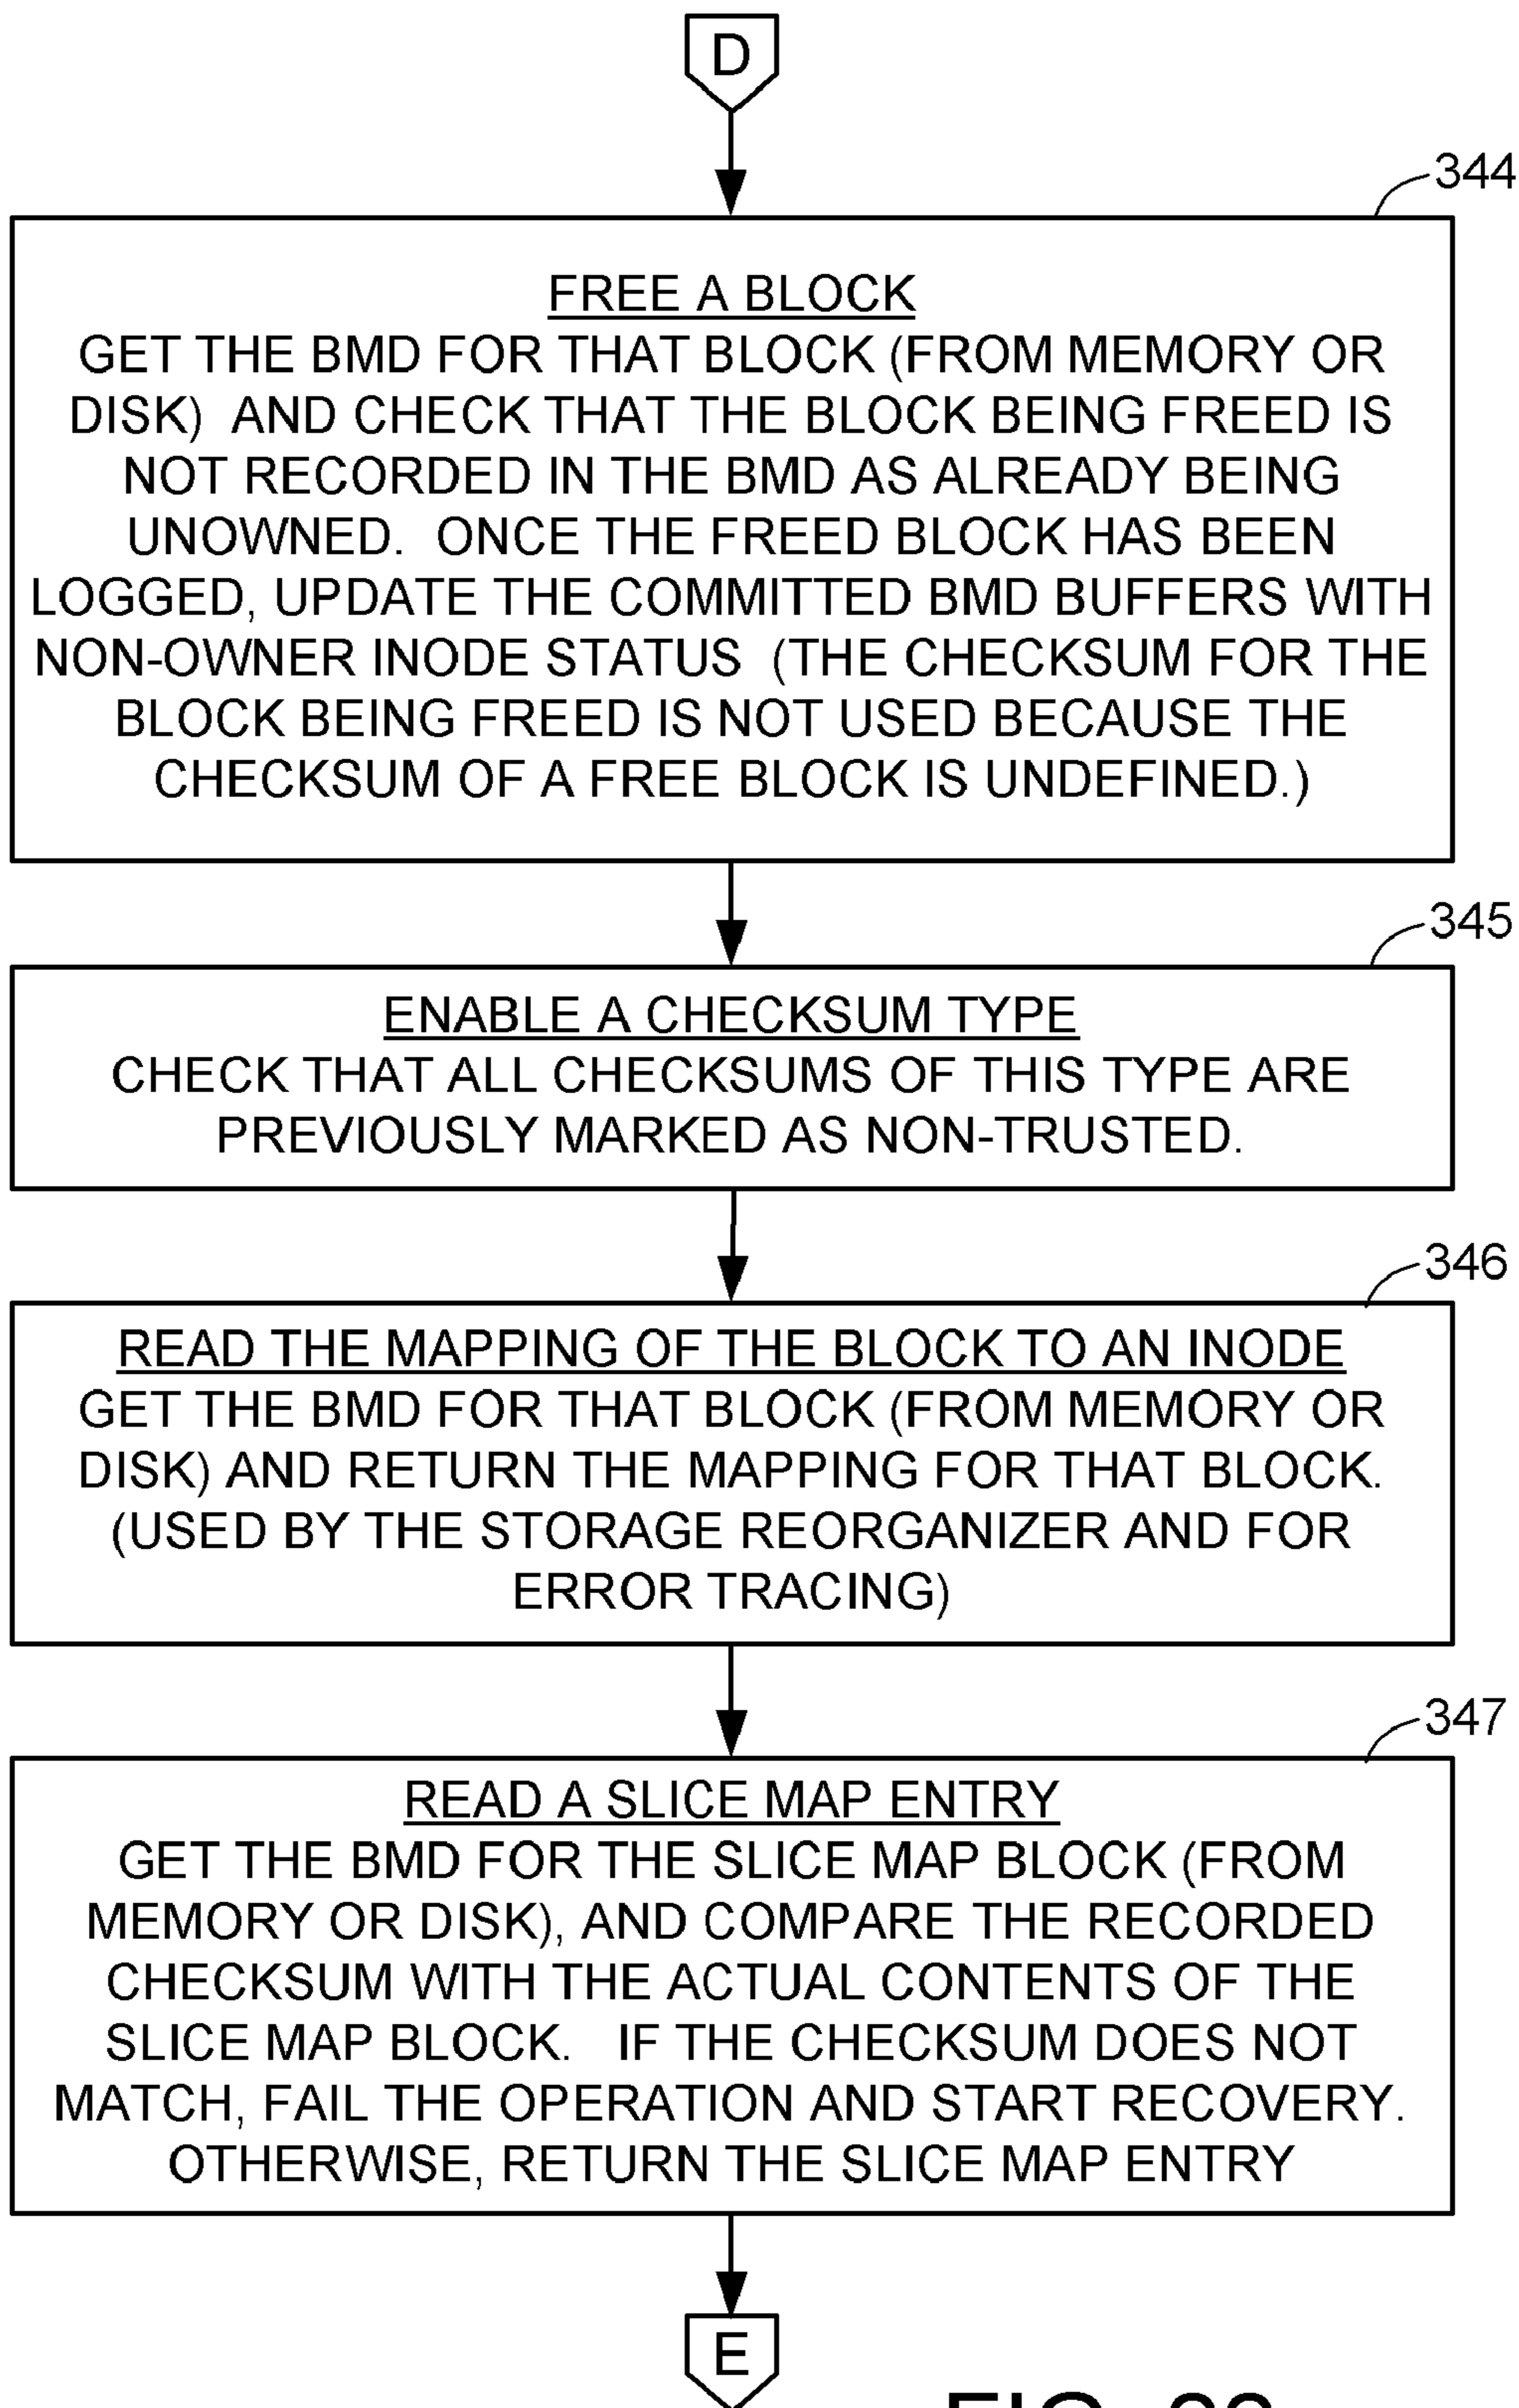 D
344
FREE A BLOCK
GET THE BMD FOR THAT BLOCK (FROM MEMORY OR
DISK) AND CHECK THAT THE BLOCK BEING FREED IS
NOT RECORDED IN THE BMD AS ALREADY BEING
UNOWNED. ONCE THE FREED BLOCK HAS BEEN
LOGGED, UPDATE THE COMMITTED BMD BUFFERS WITH
NON-OWNER INODE STATUS (THE CHECKSUM FOR THE
BLOCK BEING FREED IS NOT USED BECAUSE THE
CHECKSUM OF A FREE BLOCK IS UNDEFINED.)
345
ENABLE A CHECKSUM TYPE
CHECK THAT ALL CHECKSUMS OF THIS TYPE ARE
PREVIOUSLY MARKED AS NON-TRUSTED.
346
READ THE MAPPING OF THE BLOCK TO AN INODE
GET THE BMD FOR THAT BLOCK (FROM MEMORY OR
DISK) AND RETURN THE MAPPING FOR THAT BLOCK.
(USED BY THE STORAGE REORGANIZER AND FOR
ERROR TRACING)
347
READ A SLICE MAP ENTRY
GET THE BMD FOR THE SLICE MAP BLOCK (FROM
MEMORY OR DISK), AND COMPARE THE RECORDED
CHECKSUM WITH THE ACTUAL CONTENTS OF THE
SLICE MAP BLOCK. IF THE CHECKSUM DOES NOT
MATCH, FAIL THE OPERATION AND START RECOVERY.
OTHERWISE, RETURN THE SLICE MAP ENTRY
E
FIG.